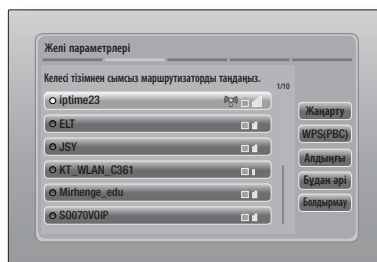 Желі параметрлері
Келесі тізімнен сымсыз маршрутизаторды таңдаңыз.
1/10
iptime23
ELT
JSY
KT_WLAN_C361
Mirhenge_edu
SO070VOIP
Жаңарту
WPS(PBC)
Алдыңғы
Бұдан әрі
Болдырмау